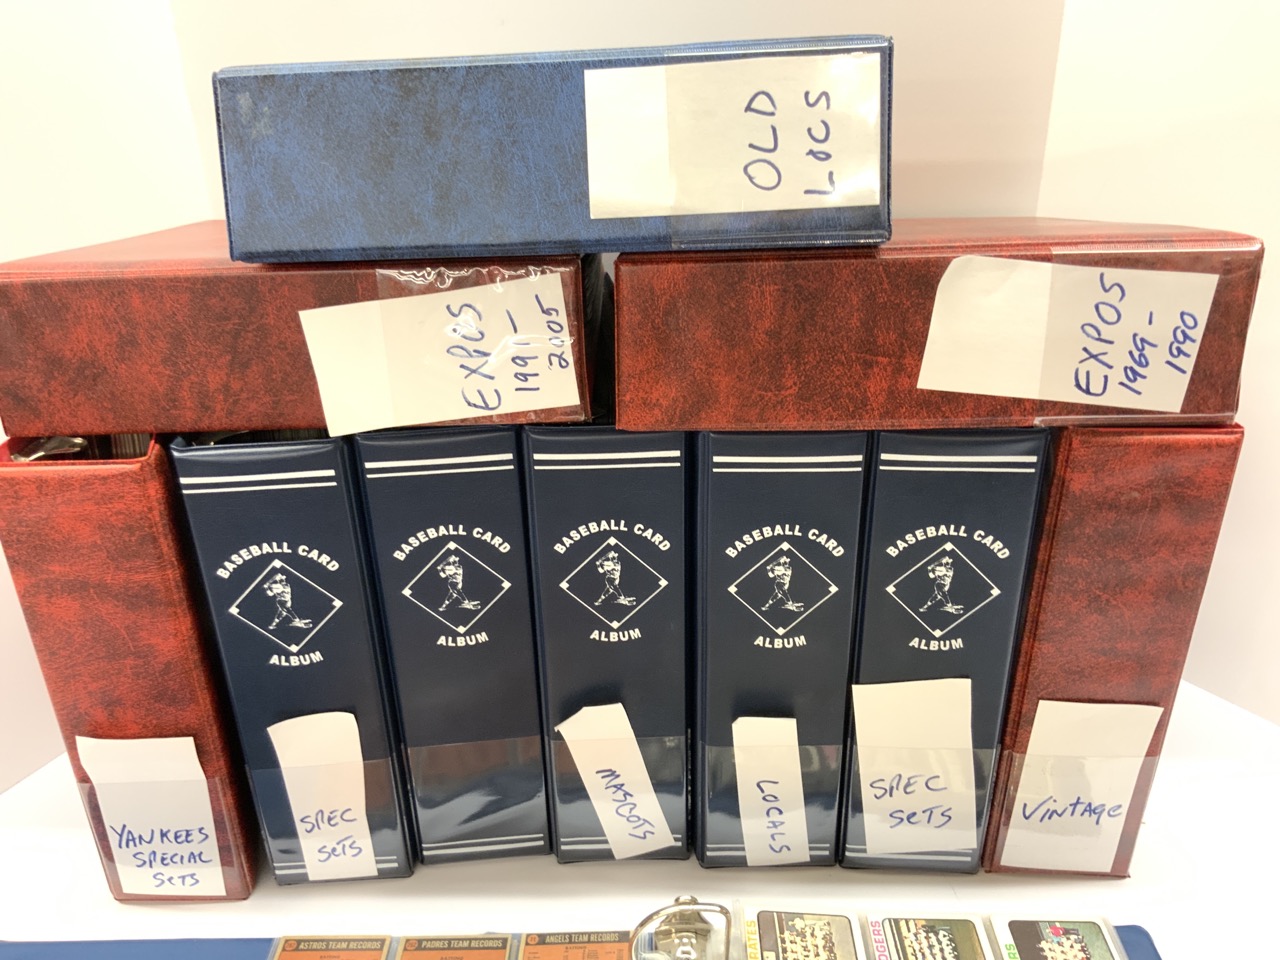 OLD
LOCS
EXPOS
1991-
2005
EXPOS
1969-
1990
BASEBALL CARD
ALBUM
BASEBALL CARD
ALBUM
BASEBALL CARD
ALBUM
BASEBALL CARD
ALBUM
BASEBALL CARD
ALBUM
YANKEES
SPECIAL
SETS
SPEC
SETS
MASCOTS
LOCALS
SPEC
SETS
Vintage
ASTROS TEAM RECORDS
PADRES TEAM RECORDS
ANGELS TEAM RECORDS